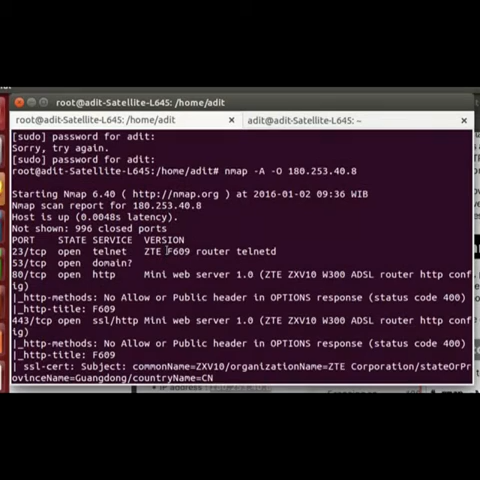 root@adit-Satellite-L645: /home/adit
root@adit-Satellite-L645: /home/adit × adit@adit-Satellite-L645: ~ ×
[sudo] password for adit:
Sorry, try again.
[sudo] password for adit:
root@adit-Satellite-L645:/home/adit# nmap -A -O 180.253.40.8
Starting Nmap 6.40 ( http://nmap.org ) at 2016-01-02 09:36 WIB
Nmap scan report for 180.253.40.8
Host is up (0.0048s latency).
Not shown: 996 closed ports
PORT STATE SERVICE VERSION
23/tcp open telnet ZTE F609 router telnetd
53/tcp open domain?
80/tcp open http Mini web server 1.0 (ZTE ZXV10 W300 ADSL router http conf
ig)
|_http-methods: No Allow or Public header in OPTIONS response (status code 400)
|_http-title: F609
443/tcp open ssl/http Mini web server 1.0 (ZTE ZXV10 W300 ADSL router http conf
ig)
|_http-methods: No Allow or Public header in OPTIONS response (status code 400)
|_http-title: F609
| ssl-cert: Subject: commonName=ZXV10/organizationName=ZTE Corporation/stateOrPr
ovinceName=Guangdong/countryName=CN